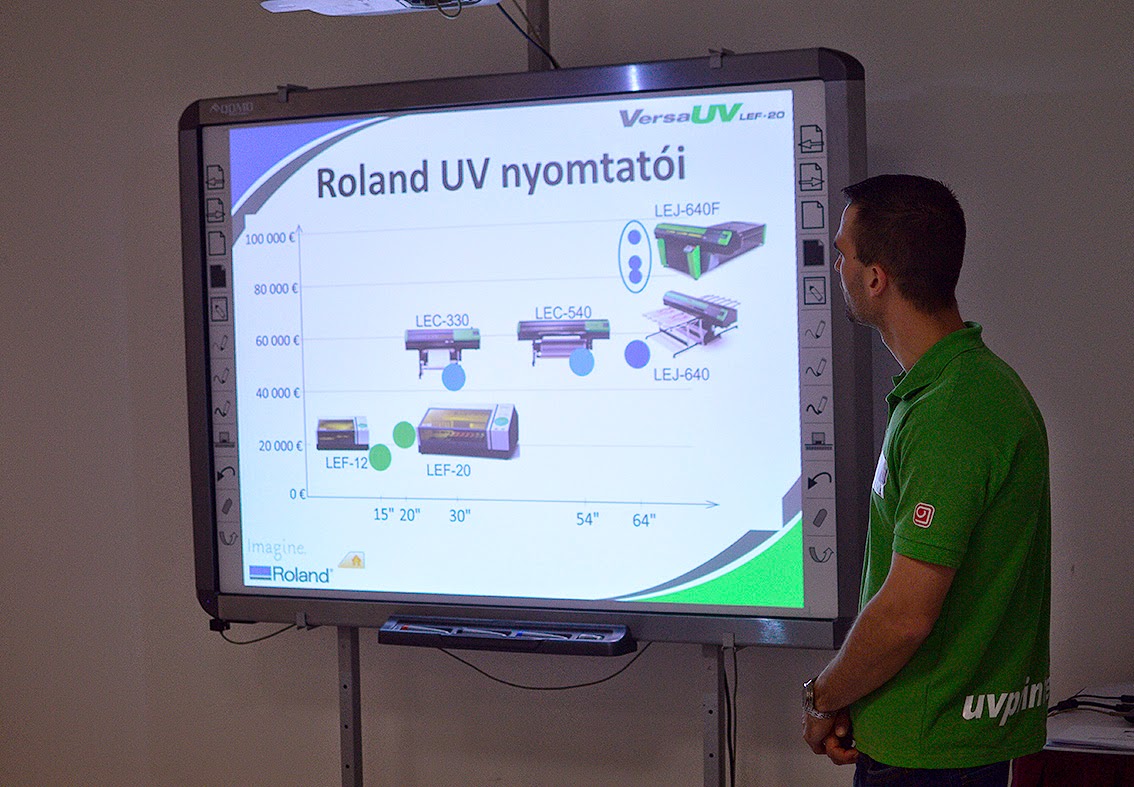 QOMO
VersaUV LEF-20
Roland UV nyomtatói
LEJ-640F
100 000 €
80 000 €
LEC-330
LEC-540
60 000 €
LEJ-640
40 000 €
20 000 €
LEF-12
LEF-20
0 €
15" 20" 30" 54" 64"
Imagine.
Roland
uvprin